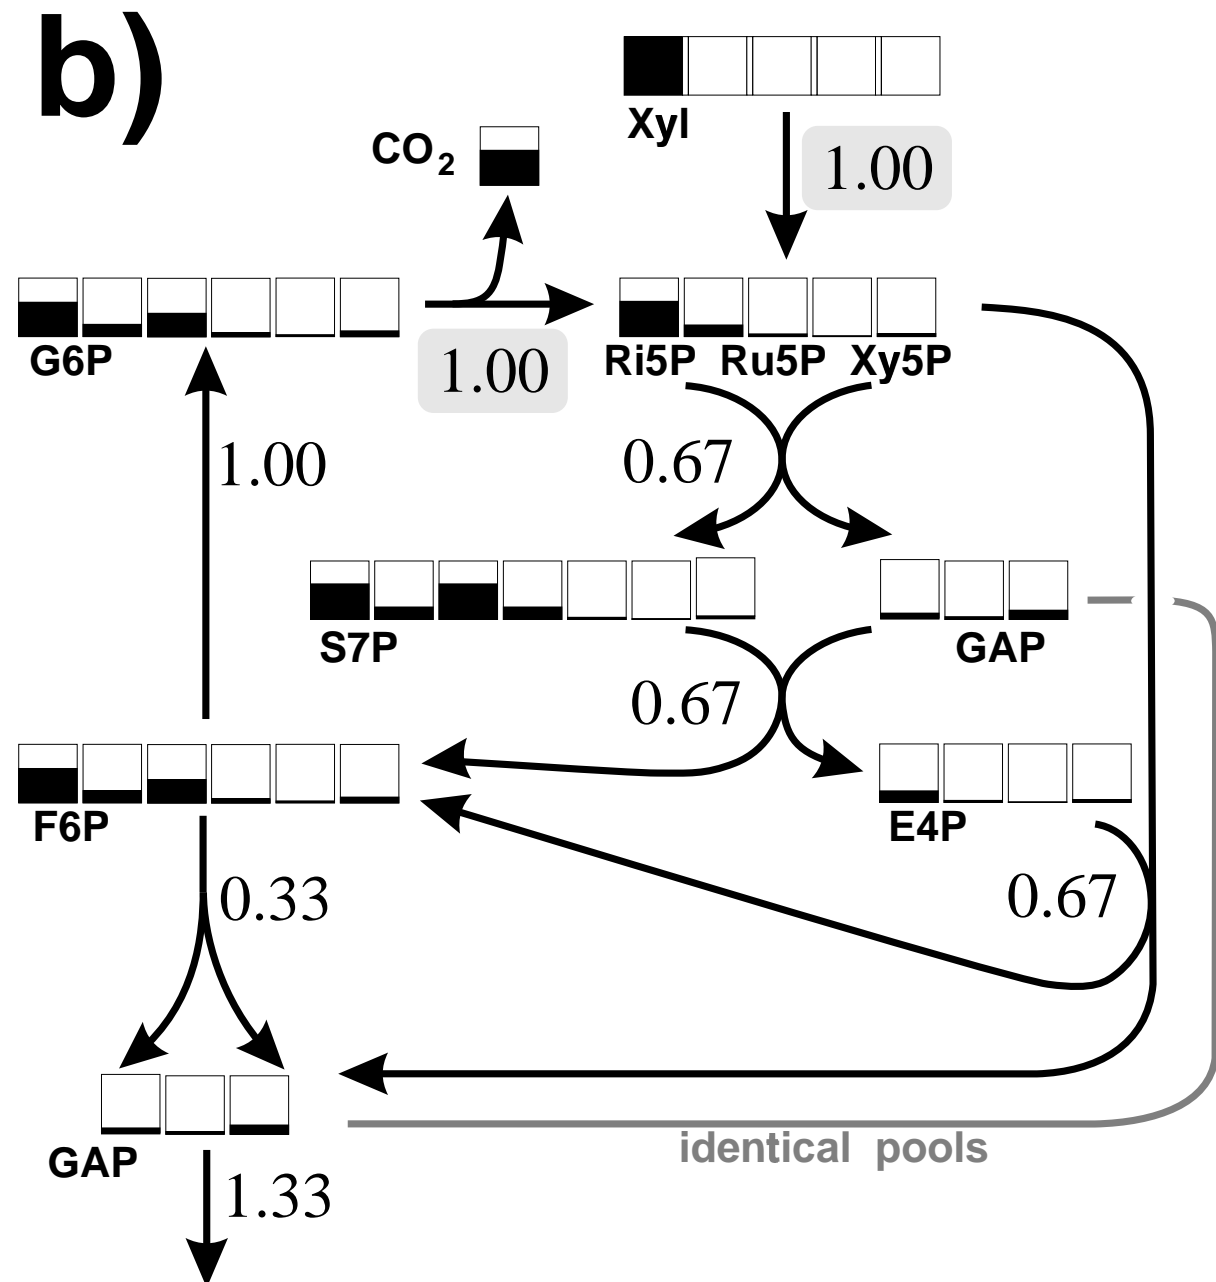 b)
Xyl
CO2
1.00
G6P
1.00
Ri5P Ru5P Xy5P
1.00
0.67
S7P
GAP
0.67
F6P
E4P
0.33
0.67
identical pools
GAP
1.33